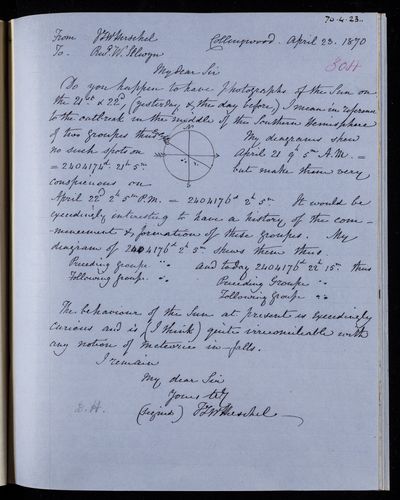 70.4.23.
From J F W Herschel Collingwood. April 23. 1870
To. Revd. W. Selwyn
My dear Sir
Do you happen to have Photographs of the Sun on
the 21st & 22d (yesterday & the day before) I mean in reference
to the outbreak in the middle of the Southern Hemisphere
of two groupes thus
My diagrams shew
no such spots on April 21 9h 5m A.M. =
= 2404174d. 21h 5m but make them very
conspicuous on
April 22d 2h 5m P.M. = 2404176d 2h 5m It would be
exceedingly interesting to have a history of the com-
mencement & formation of these groupes. My
diagram of 2404176d 2h 5m shews them thus
Preceding groupe and today 2404176d 22h 15m thus
Following groupe. Preceding Groupe
Following groupe
The behaviour of the Sun at present is exceedingly
curious and is (I think) quite irreconcileable with
any notion of meteoric in-falls.
I remain
My dear Sir
Yours tly
(signed) J F W Herschel